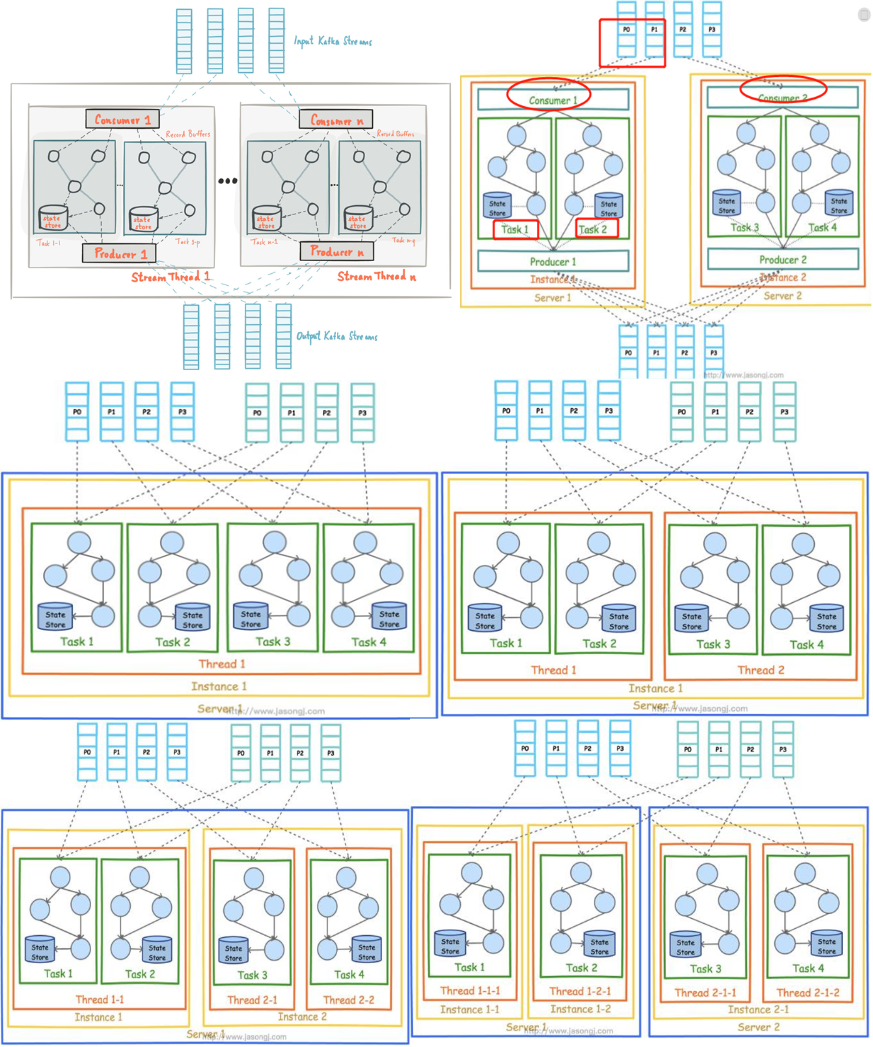 Input Kafka Streams
Consumer 1
Consumer n
Record Buffers
Record Buffers
state store
state store
state store
state store
Task 1-1
Task 1-p
Task n-1
Task n-q
Producer 1
Producer n
Stream Thread 1
Stream Thread n
Output Kafka Streams
P0 P1 P2 P3
Consumer 1
Consumer 2
State Store
State Store
State Store
State Store
Task 1
Task 2
Task 3
Task 4
Producer 1
Producer 2
Instance 2
Server 1
Server 2
P0 P1 P2 P3
http://www.jasongj.com
P0 P1 P2 P3
P0 P1 P2 P3
State Store
State Store
State Store
State Store
Task 1
Task 2
Task 3
Task 4
Thread 1
Instance 1
Server 1
http://www.jasongj.com
P0 P1 P2 P3
P0 P1 P2 P3
State Store
State Store
State Store
State Store
Task 1
Task 2
Task 3
Task 4
Thread 1
Thread 2
Instance 1
Server 1
http://www.jasongj.com
P0 P1 P2 P3
P0 P1 P2 P3
State Store
State Store
State Store
State Store
Task 1
Task 2
Task 3
Task 4
Thread 1-1
Thread 2-1
Thread 2-2
Instance 1
Instance 2
Server 1
http://www.jasongj.com
P0 P1 P2 P3
P0 P1 P2 P3
State Store
State Store
State Store
State Store
Task 1
Task 2
Task 3
Task 4
Thread 1-1-1
Thread 1-2-1
Thread 2-1-1
Thread 2-1-2
Instance 1-1
Instance 1-2
Instance 2-1
Server 1
Server 2
http://www.jasongj.com